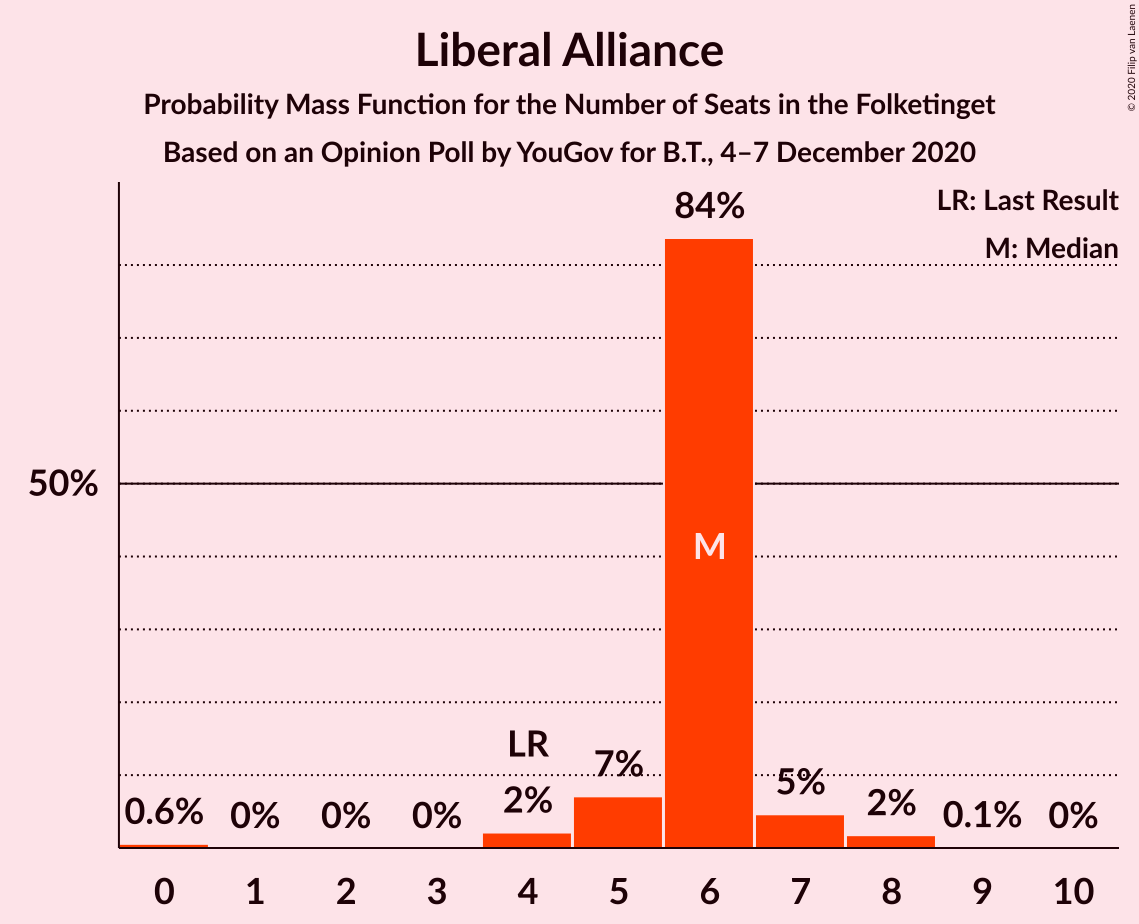 Liberal Alliance
Probability Mass Function for the Number of Seats in the Folketinget
Based on an Opinion Poll by YouGov for B.T., 4–7 December 2020
© 2020 Filip van Laenen
LR: Last Result
M: Median
84%
50%
M
LR
0.6%
0%
0%
0%
2%
7%
5%
2%
0.1%
0%
0
1
2
3
4
5
6
7
8
9
10